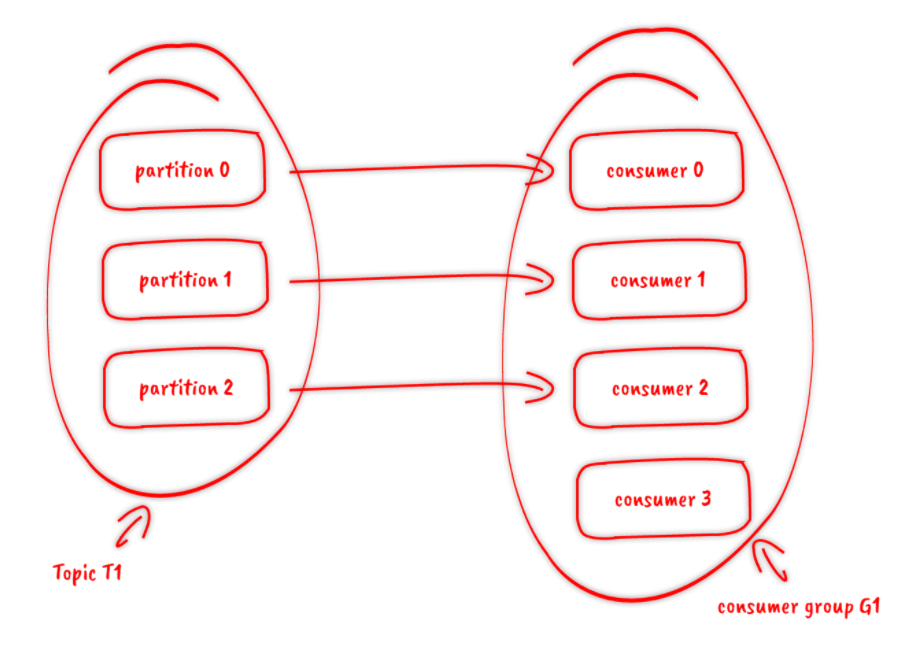 partition 0
consumer 0
partition 1
consumer 1
partition 2
consumer 2
consumer 3
Topic T1
consumer group G1